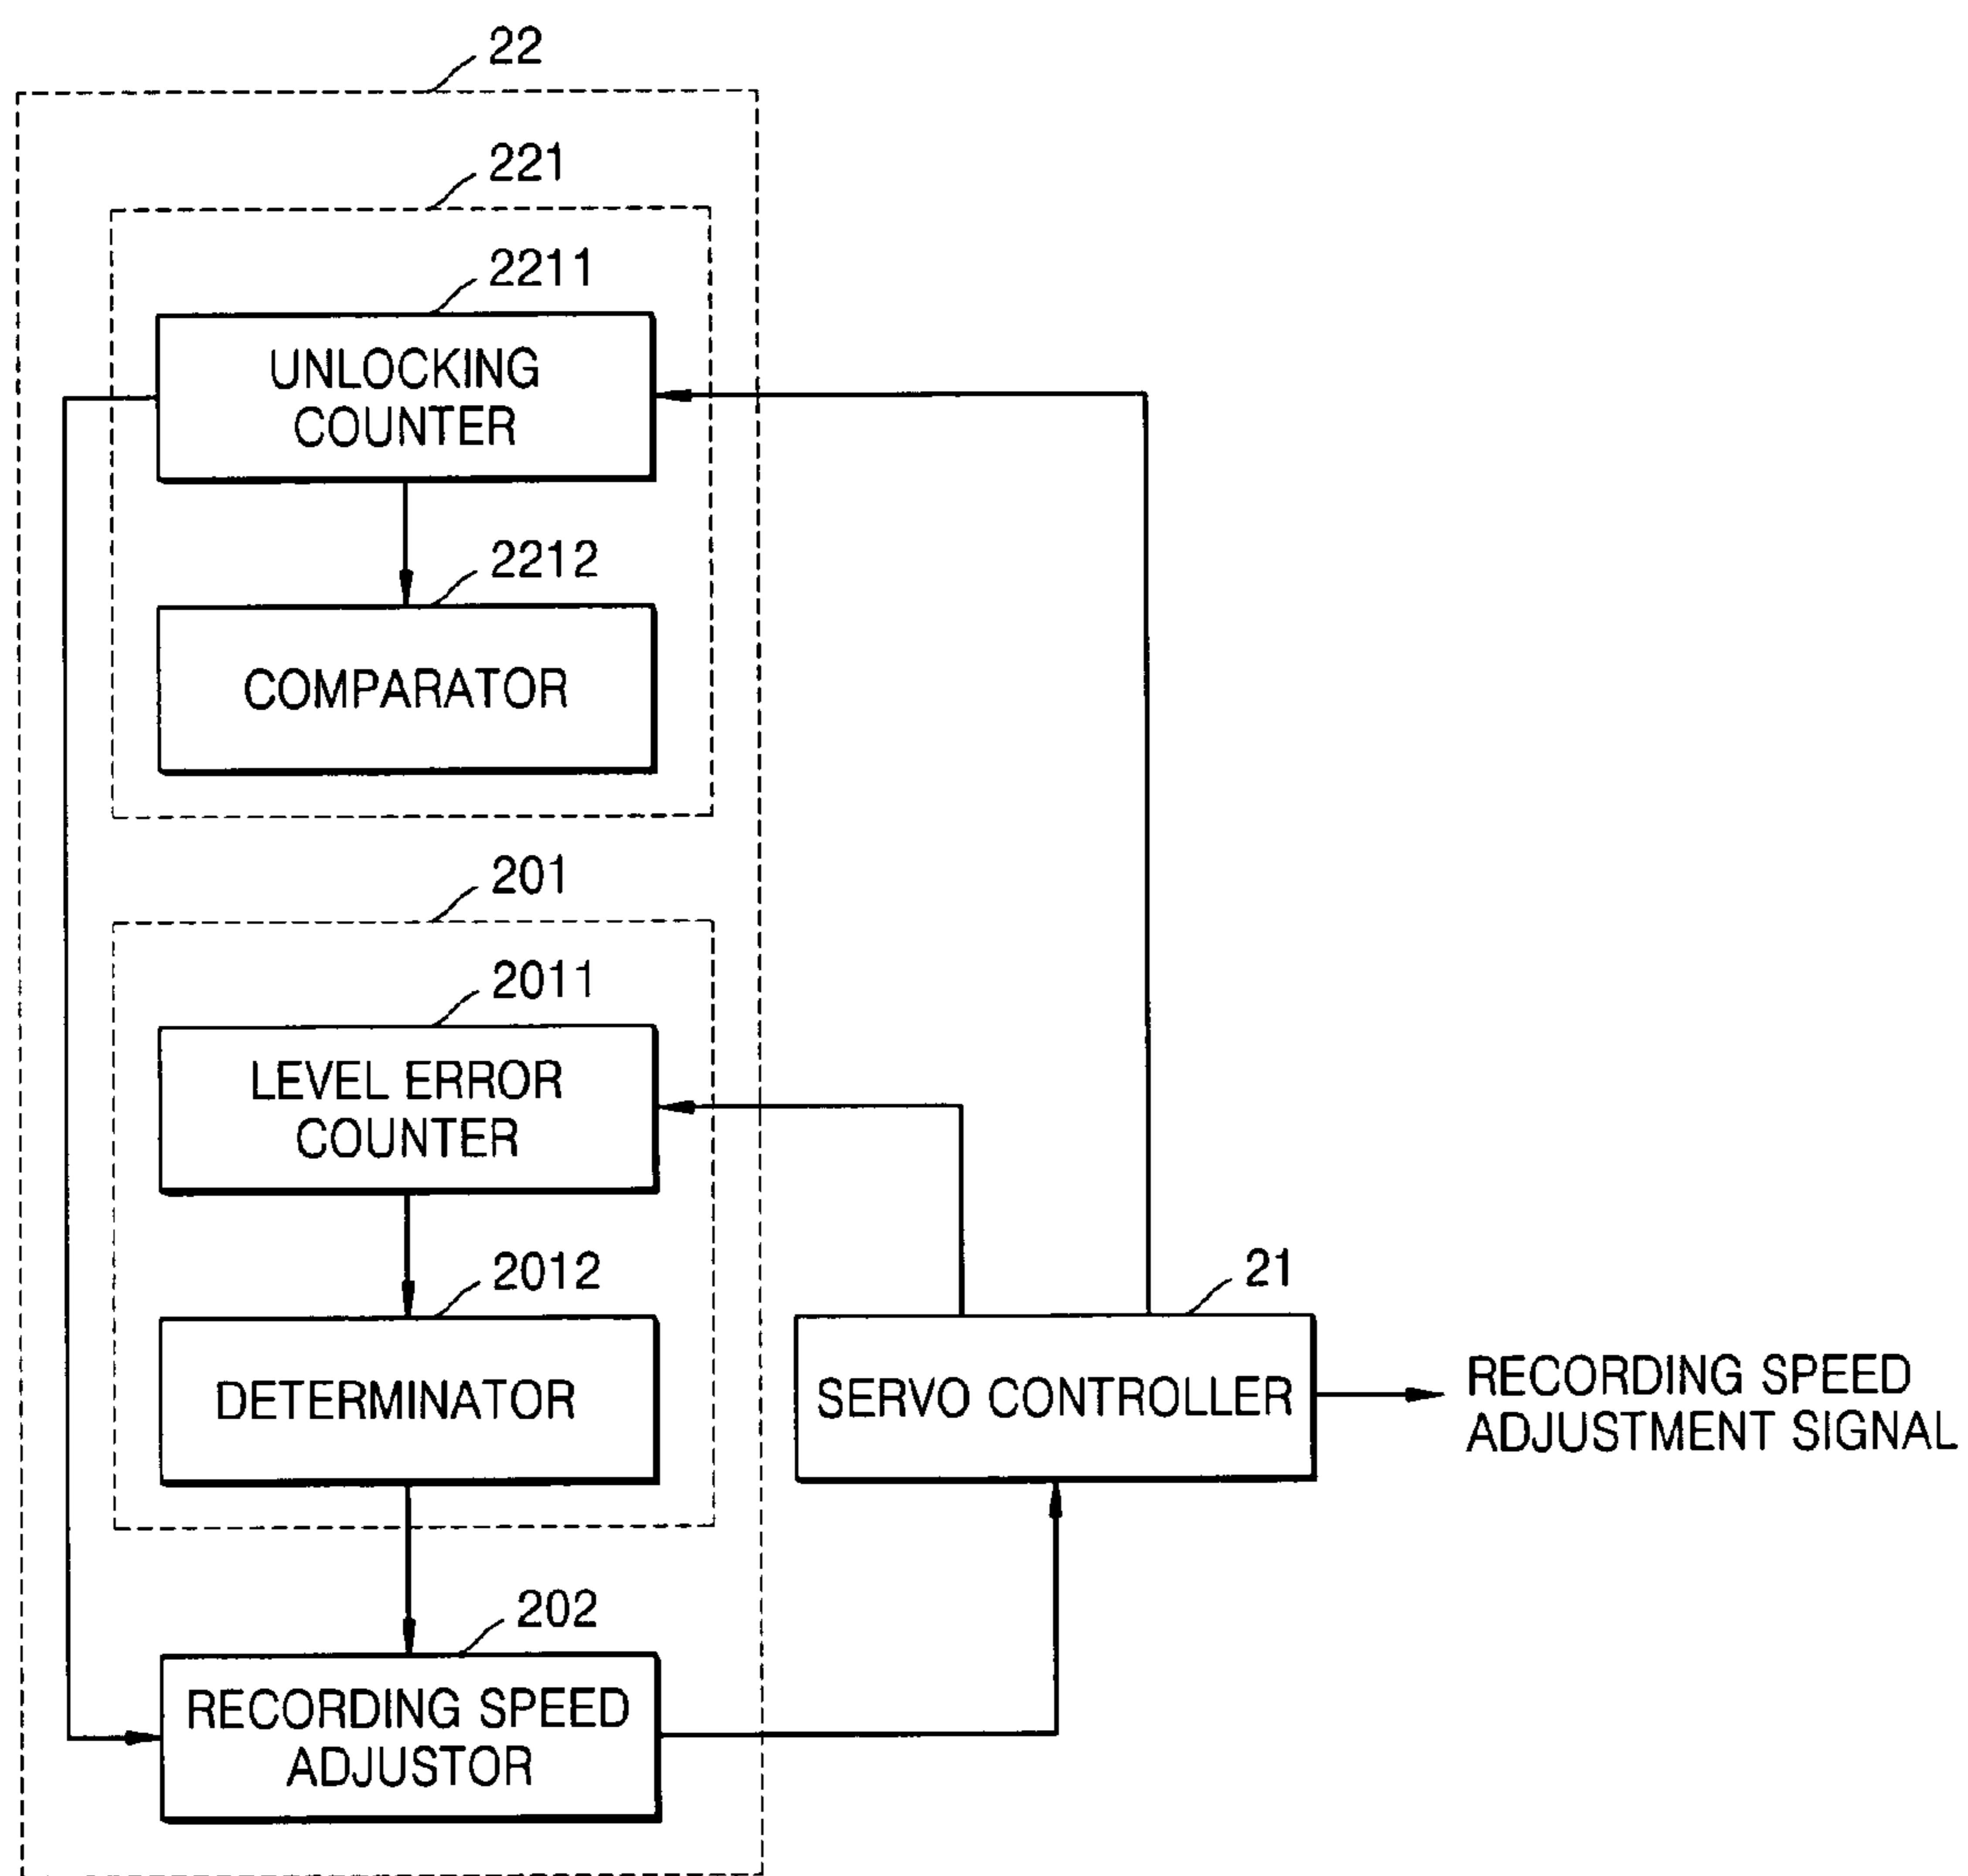 22
221
2211
UNLOCKING
COUNTER
2212
COMPARATOR
201
2011
LEVEL ERROR
COUNTER
2012
DETERMINATOR
21
SERVO CONTROLLER
RECORDING SPEED
ADJUSTMENT SIGNAL
202
RECORDING SPEED
ADJUSTOR